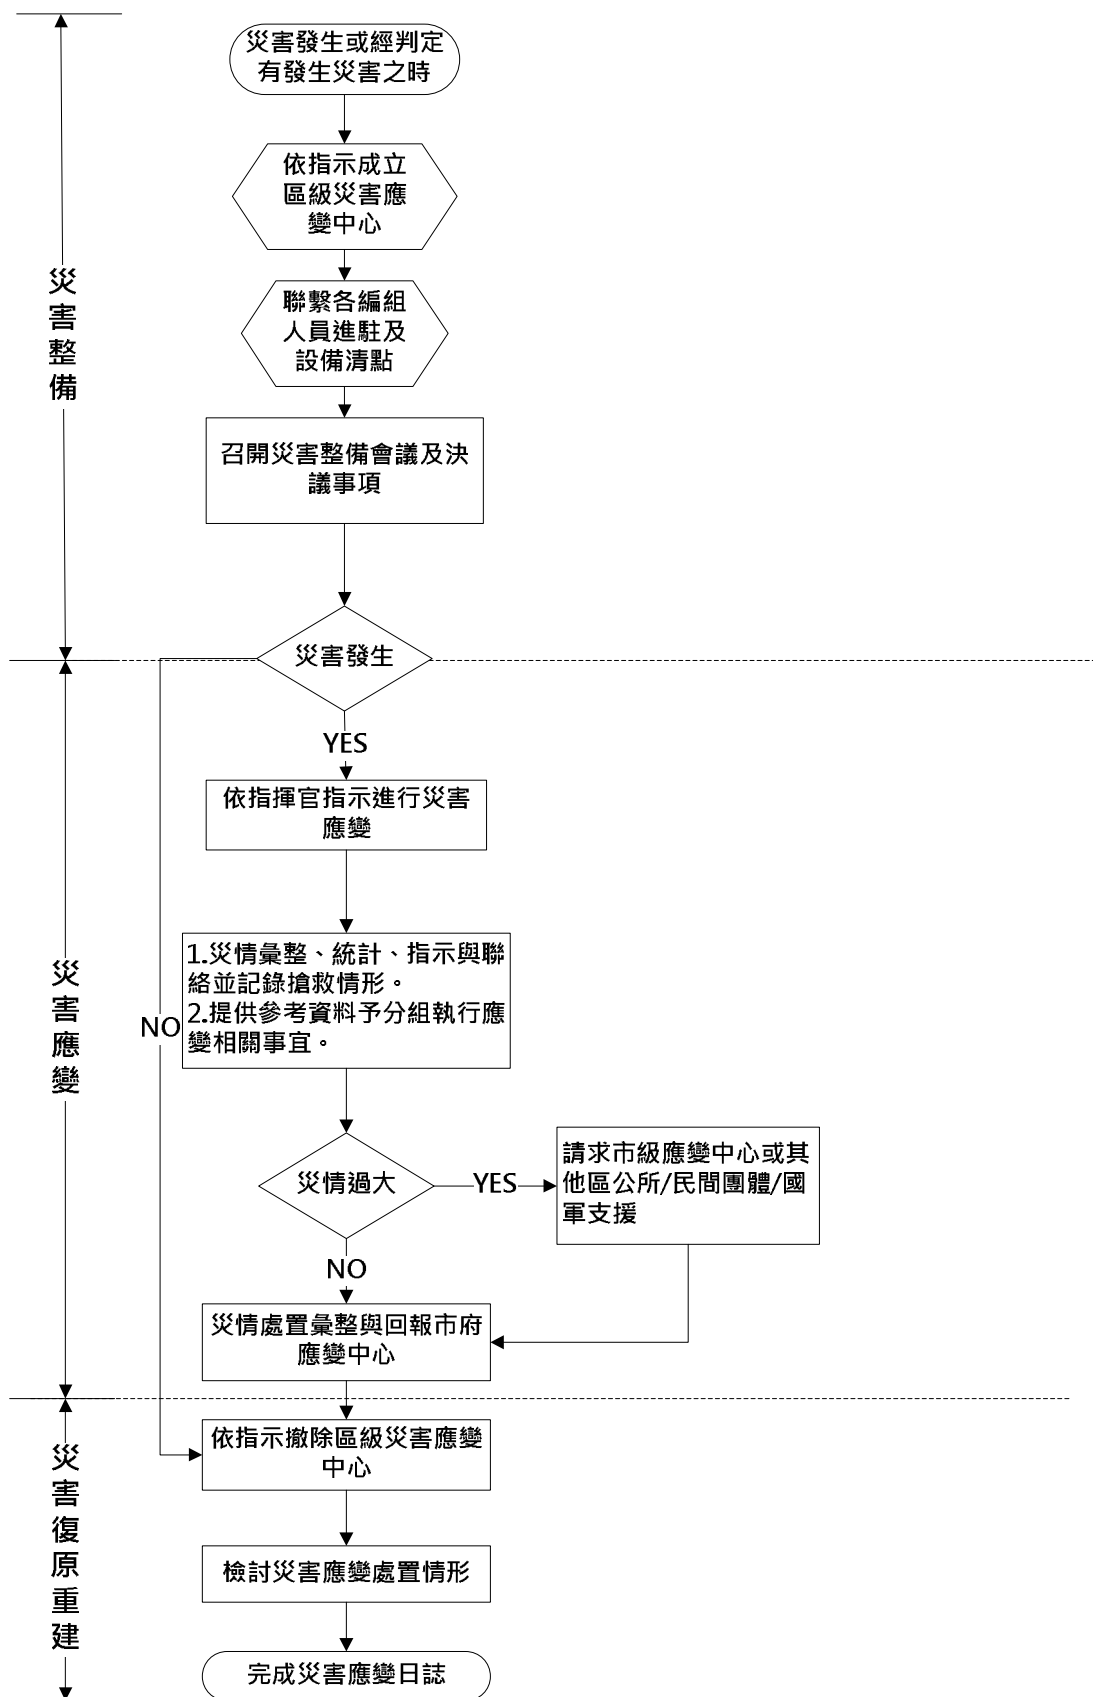 災害發生或經判定
有發生災害之時
依指示成立
區級災害應
變中心
聯繫各編組
人員進駐及
設備清點
災害整備
召開災害整備會議及決
議事項
災害發生
YES
依指揮官指示進行災害
應變
1.災情彙整、統計、指示與聯
絡並記錄搶救情形。
2.提供參考資料予分組執行應
變相關事宜。
NO
災害應變
災情過大
YES
請求市級應變中心或其
他區公所/民間團體/國
軍支援
NO
災情處置彙整與回報市府
應變中心
依指示撤除區級災害應變
中心
災害復原重建
檢討災害應變處置情形
完成災害應變日誌